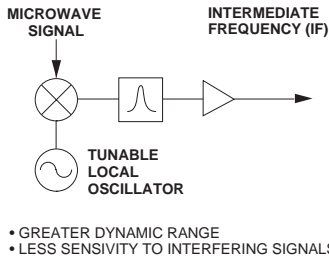 MICROWAVE
SIGNAL
INTERMEDIATE
FREQUENCY (IF)
TUNABLE
LOCAL
OSCILLATOR
• GREATER DYNAMIC RANGE
• LESS SENSIVITY TO INTERFERING SIGNALS